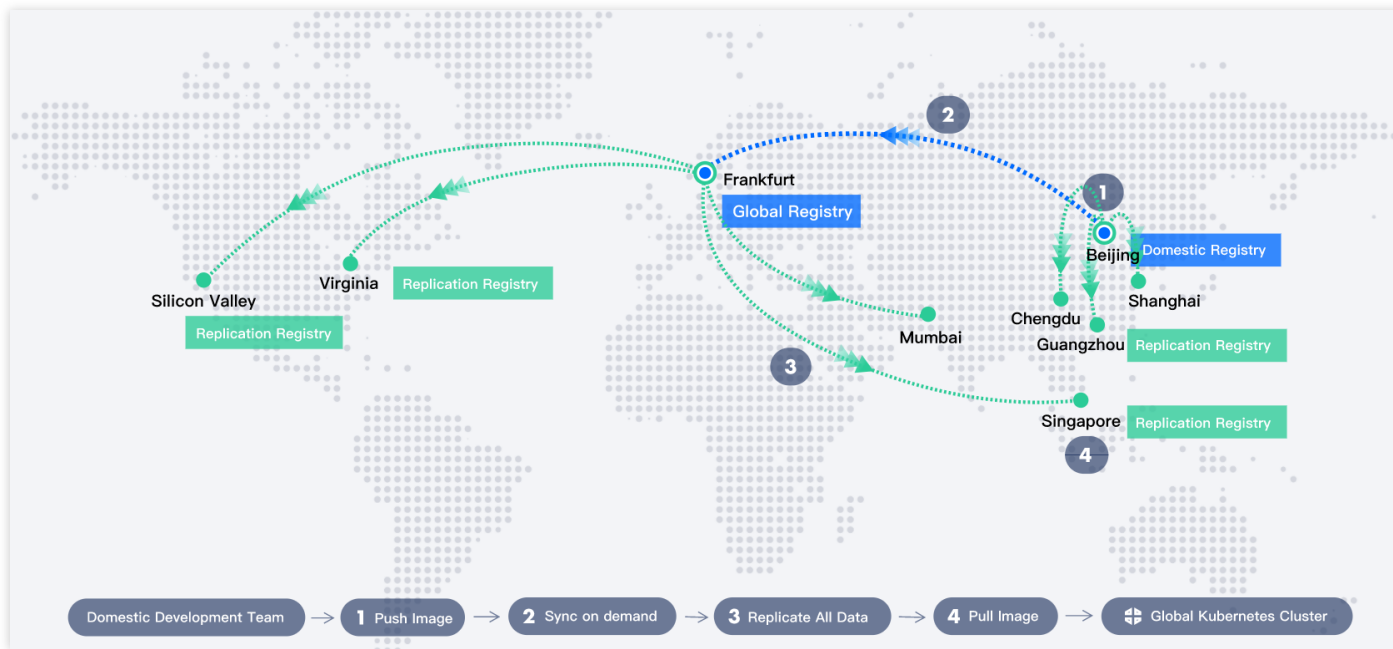 2
1
Frankfurt
Global Registry
Beijing
Domestic Registry
Silicon Valley
Replication Registry
Virginia
Replication Registry
Shanghai
Chengdu
Guangzhou
Replication Registry
Mumbai
3
Singapore
Replication Registry
4
Domestic Development Team
1 Push Image
2 Sync on demand
3 Replicate All Data
4 Pull Image
Global Kubernetes Cluster